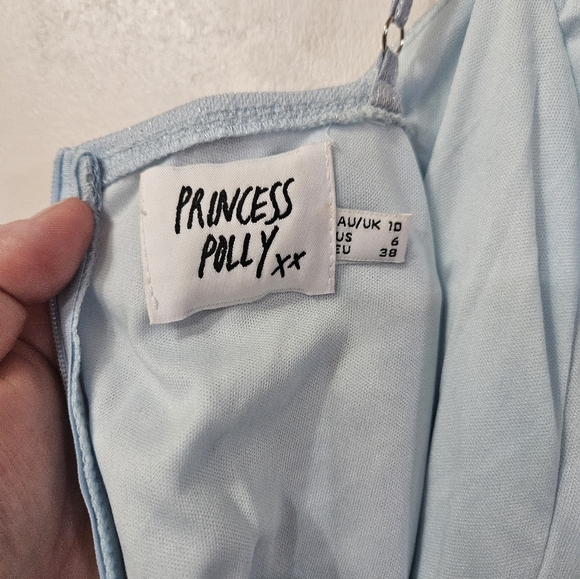 PRINCESS
POLLY xx
AU/UK 10
US 6
EU 38